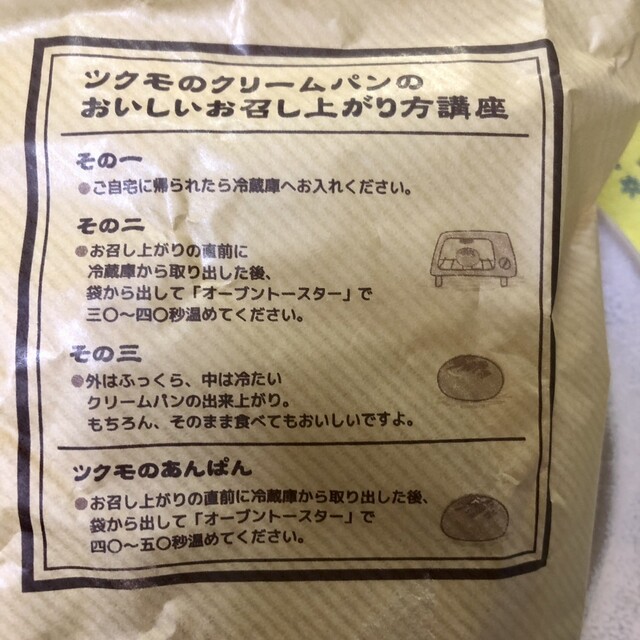 ツクモのクリームパンの
おいしいお召し上がり方講座
その一
●ご自宅に帰られたら冷蔵庫へお入れください。
その二
●お召し上がりの直前に
冷蔵庫から取り出した後、
袋から出して「オーブントースター」で
三〇〜四〇秒温めてください。
その三
●外はふっくら、中は冷たい
クリームパンの出来上がり。
もちろん、そのまま食べてもおいしいですよ。
ツクモのあんぱん
●お召し上がりの直前に冷蔵庫から取り出した後、
袋から出して「オーブントースター」で
四〇〜五〇秒温めてください。